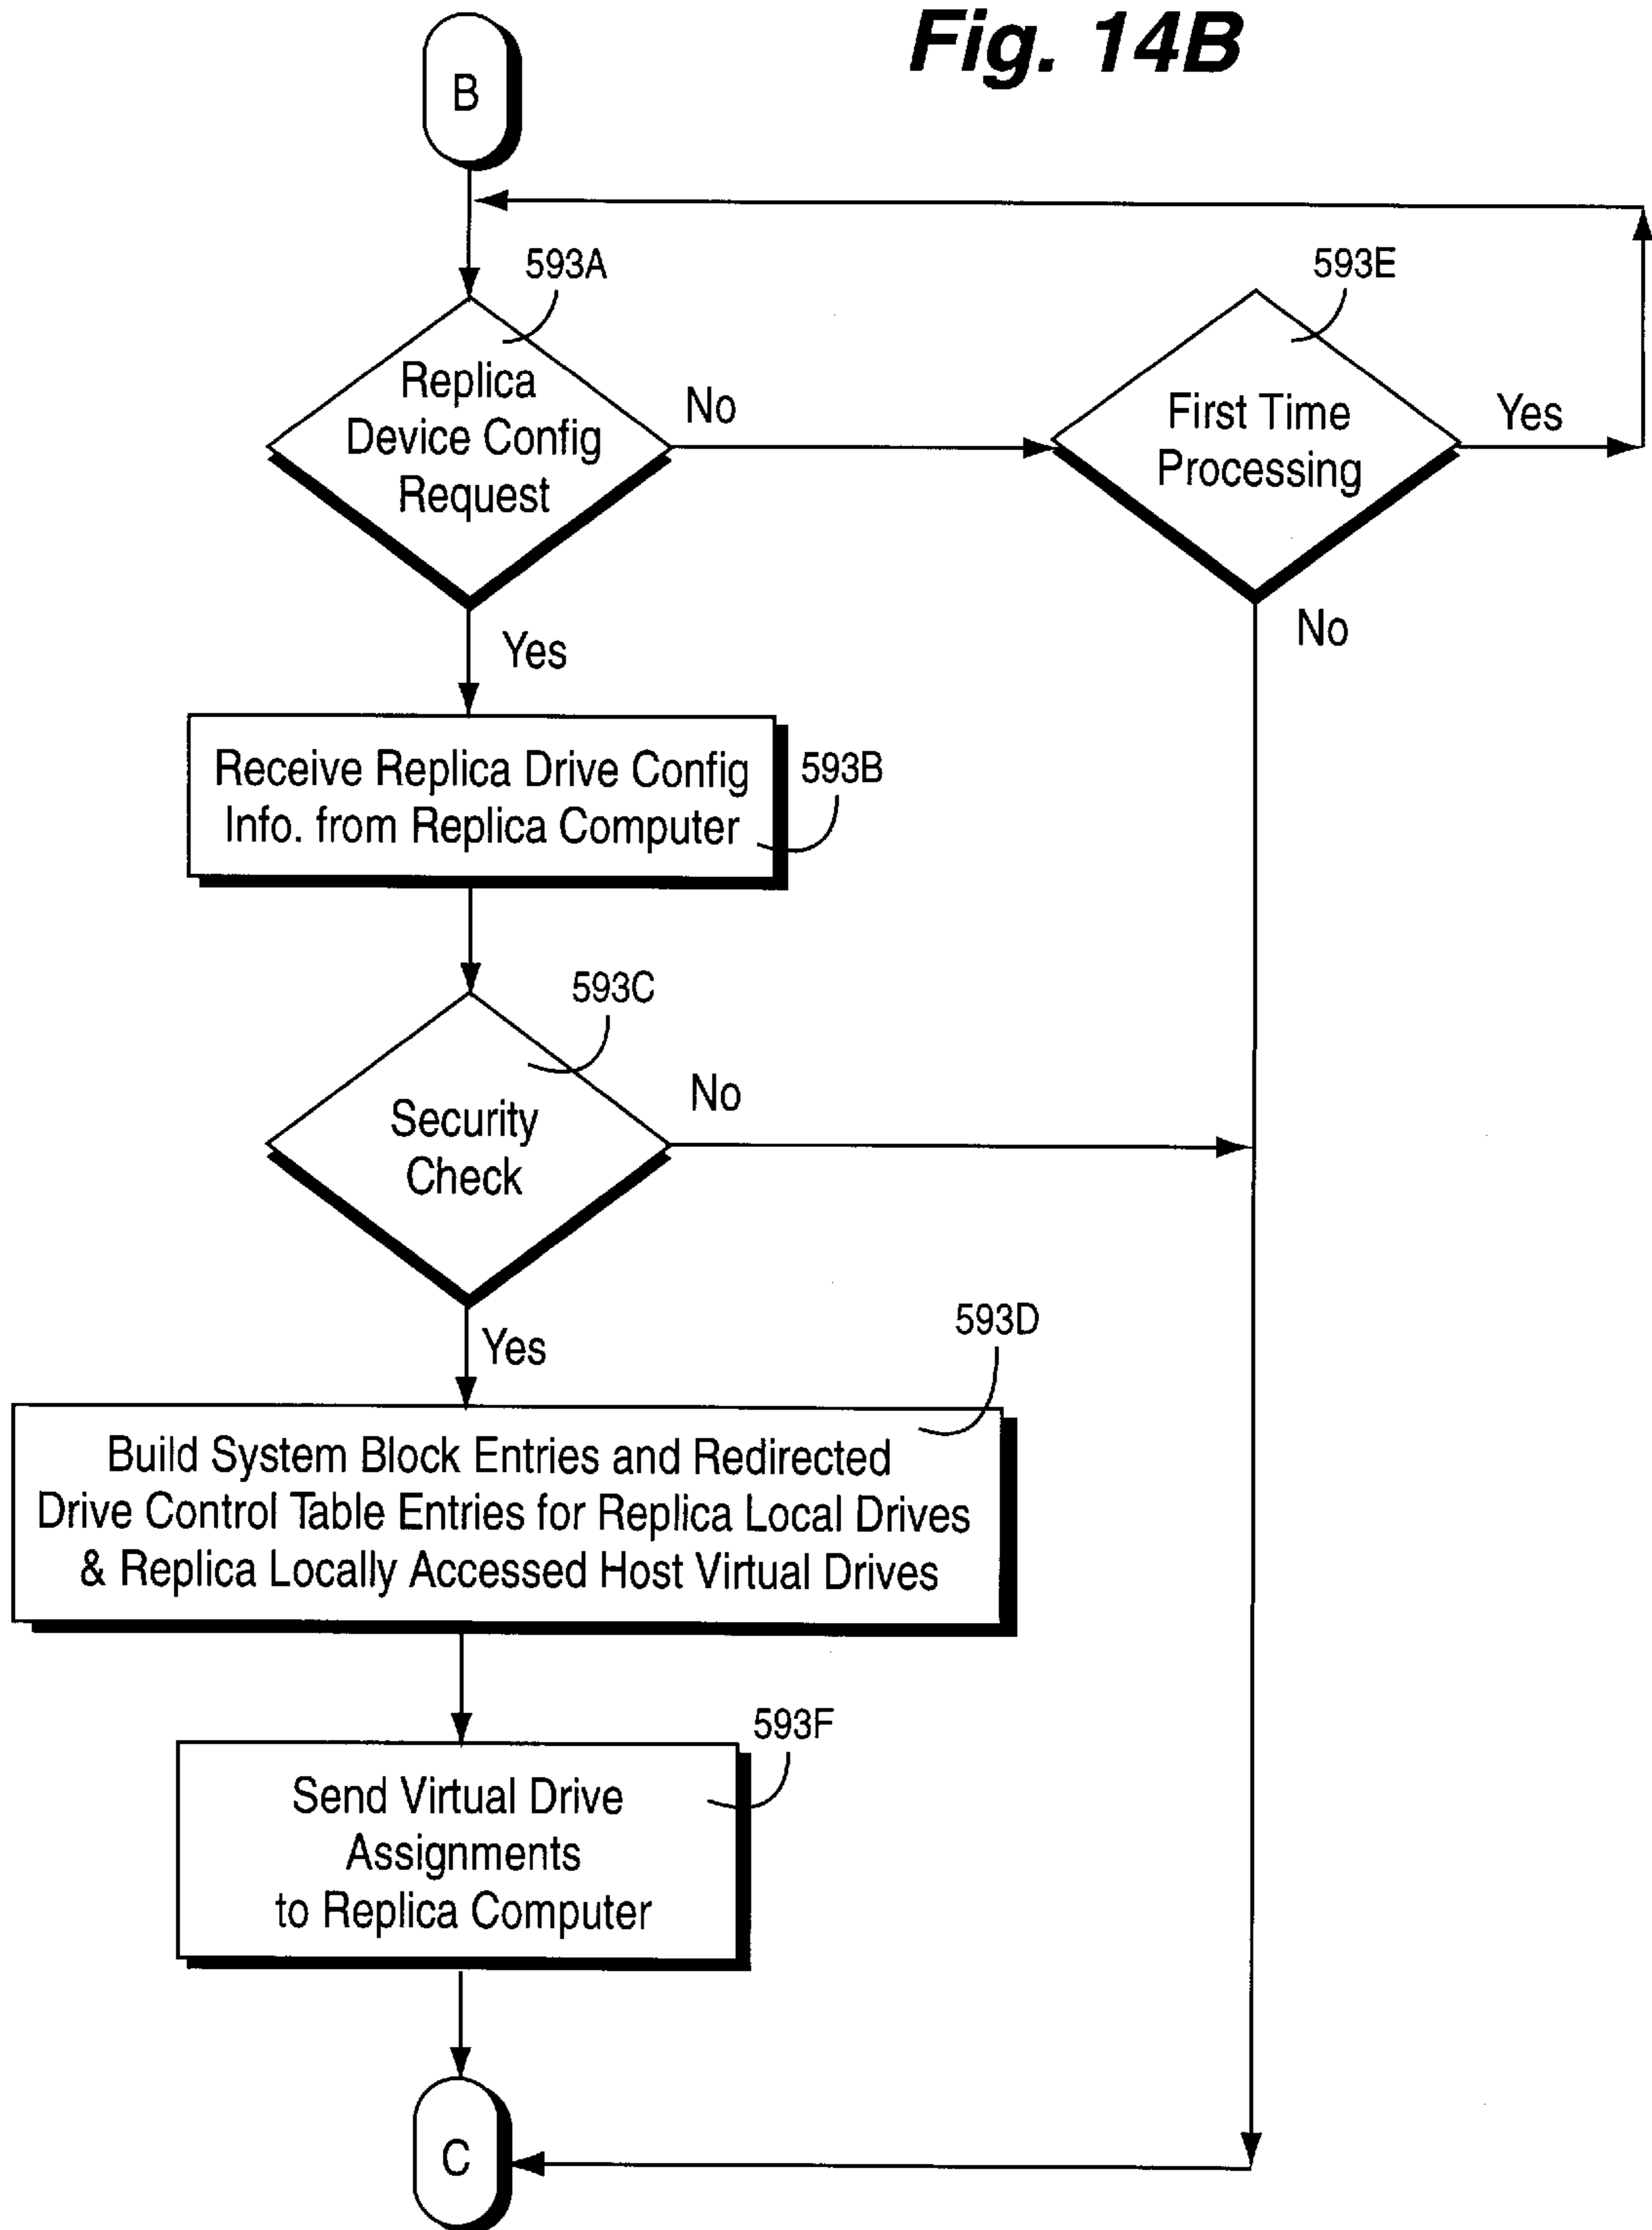 Fig. 14B
B
593A
593E
Replica
Device Config
Request
No
First Time
Processing
Yes
Yes
No
Receive Replica Drive Config
Info. from Replica Computer
593B
593C
Security
Check
No
Yes
593D
Build System Block Entries and Redirected
Drive Control Table Entries for Replica Local Drives
& Replica Locally Accessed Host Virtual Drives
593F
Send Virtual Drive
Assignments
to Replica Computer
C